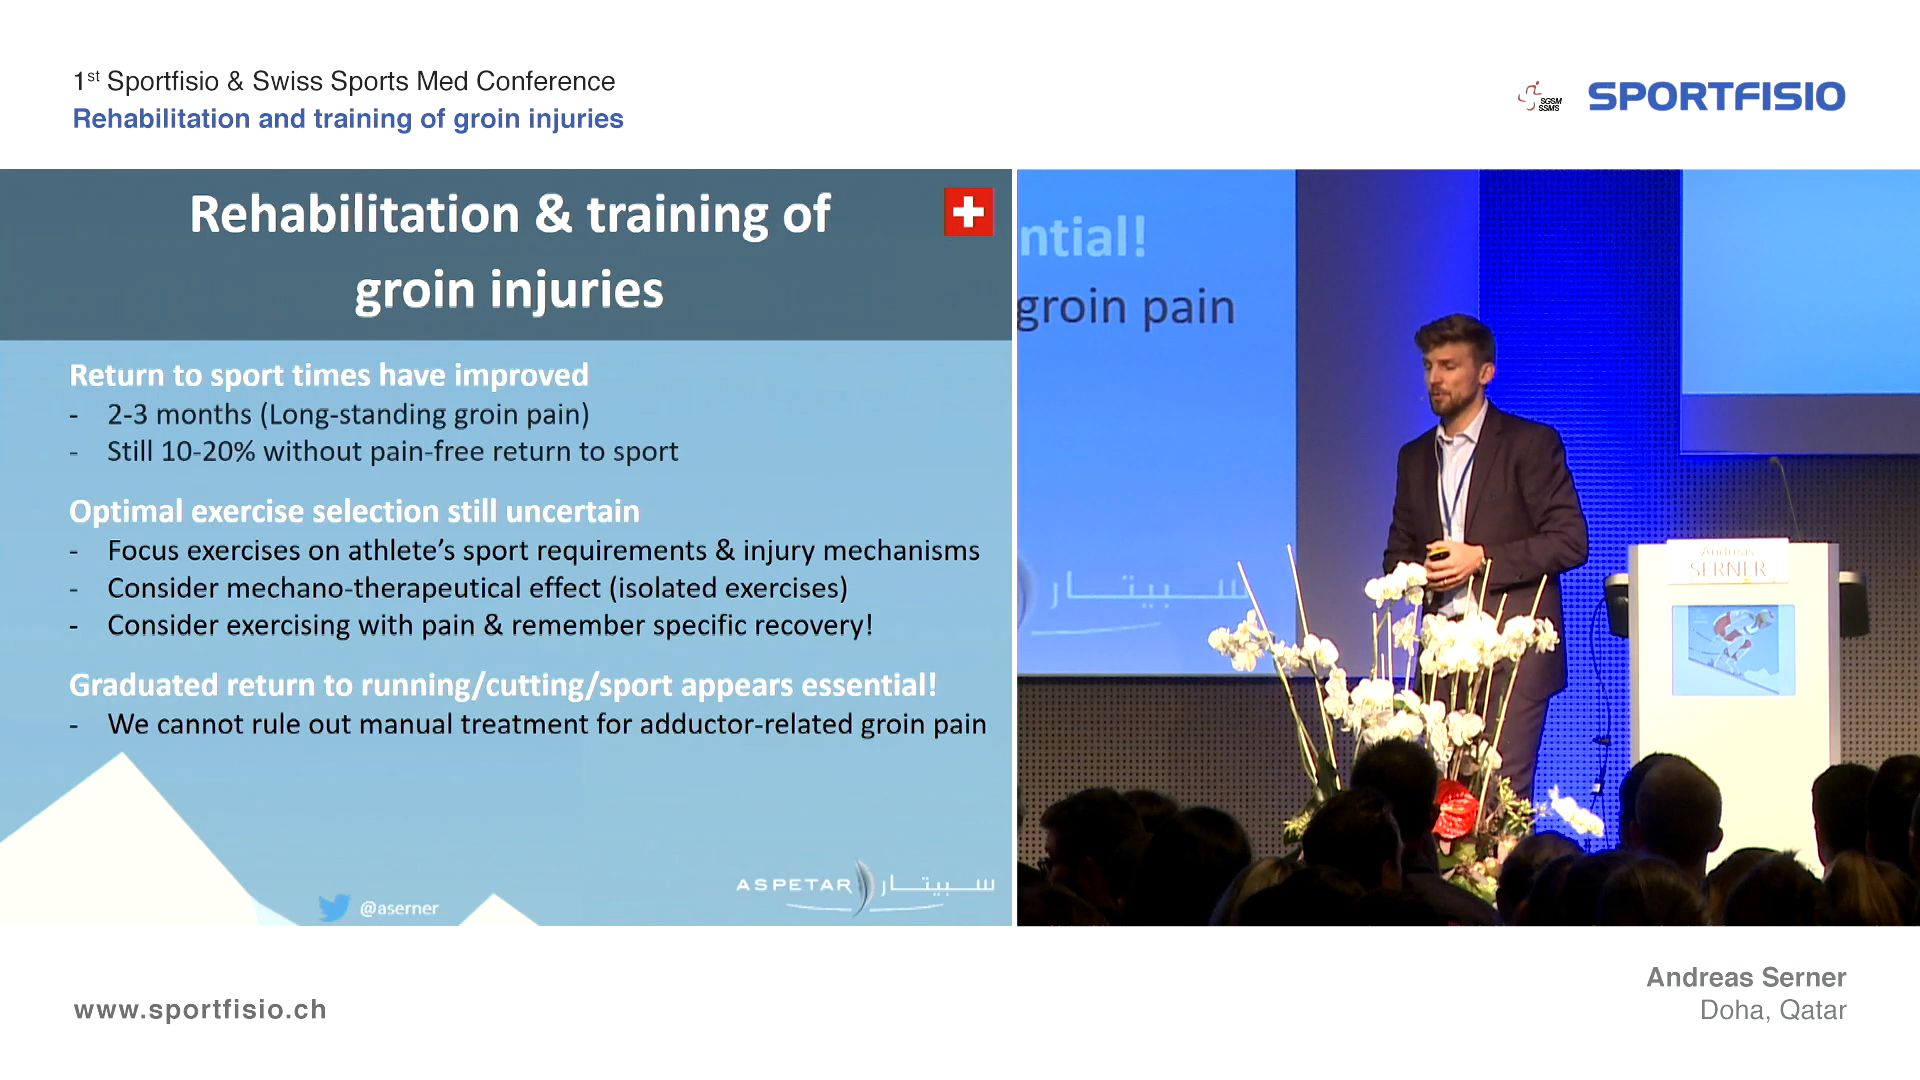 1st Sportfisio & Swiss Sports Med Conference
Rehabilitation and training of groin injuries
SGSM
SSMS
SPORTFISIO
Rehabilitation & training of
groin injuries
Return to sport times have improved
- 2-3 months (Long-standing groin pain)
- Still 10-20% without pain-free return to sport
Optimal exercise selection still uncertain
- Focus exercises on athlete's sport requirements & injury mechanisms
- Consider mechano-therapeutical effect (isolated exercises)
- Consider exercising with pain & remember specific recovery!
Graduated return to running/cutting/sport appears essential!
- We cannot rule out manual treatment for adductor-related groin pain
@aserner
ASPETAR سبيتار
ntial!
groin pain
سبيتار
Andreas
SERNER
www.sportfisio.ch
Andreas Serner
Doha, Qatar